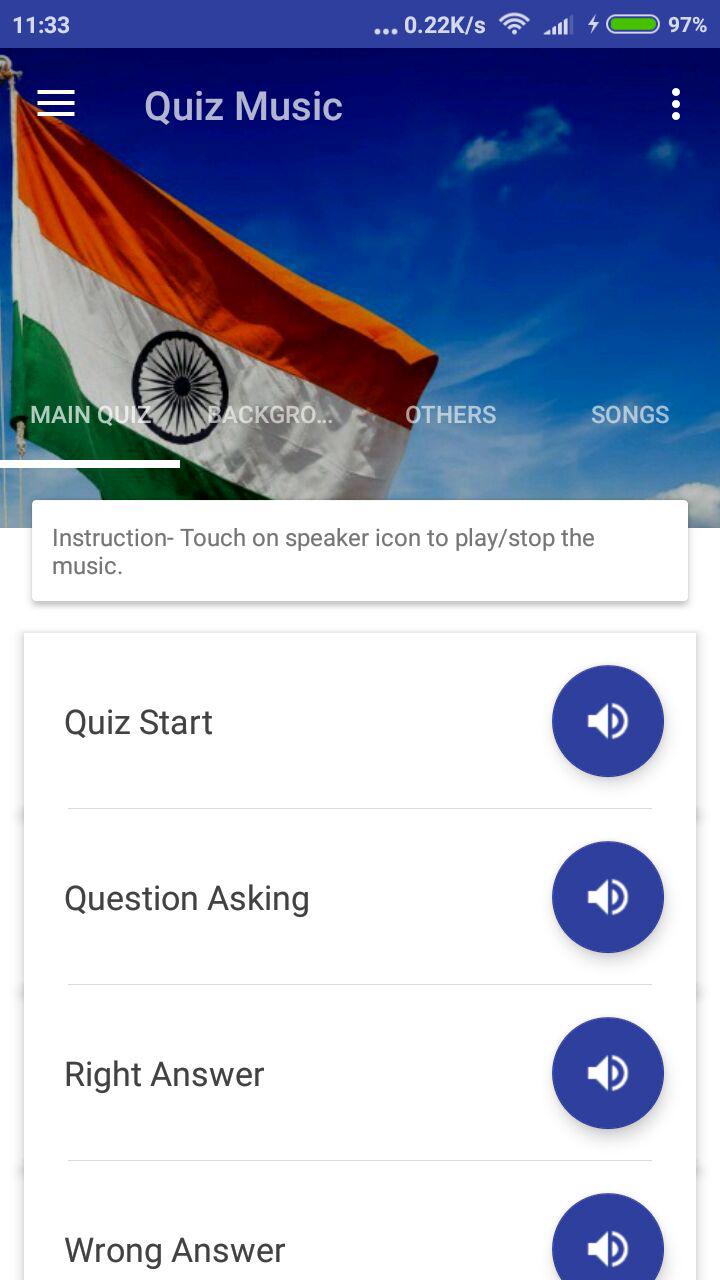 11:33 ... 0.22K/s 97%
Quiz Music
MAIN QUIZ BACKGRO... OTHERS SONGS
Instruction- Touch on speaker icon to play/stop the
music.
Quiz Start
Question Asking
Right Answer
Wrong Answer